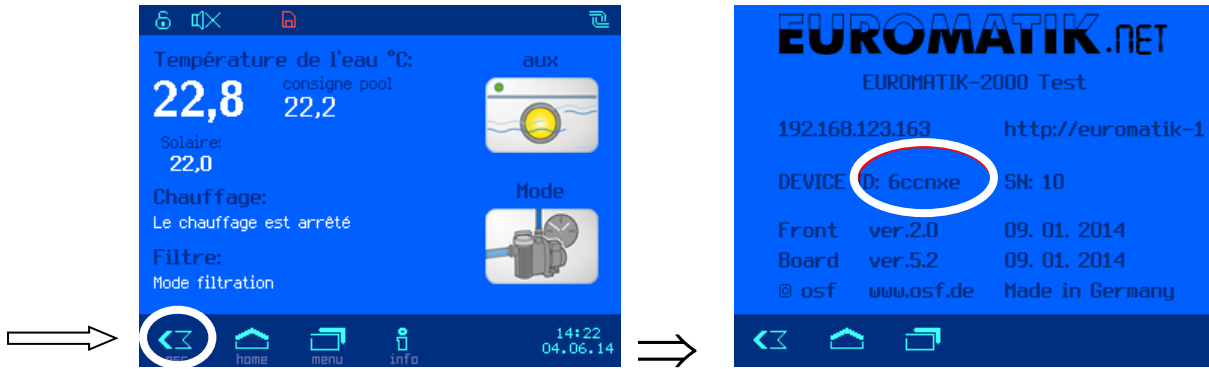 Température de l'eau °C:
aux
consigne pool
22,8
22,2
Solaire:
22,0
Chauffage:
Mode
Le chauffage est arrêté
Filtre:
Mode filtration
esc
home
menu
info
14:22
04.06.14
EUROMATIK.NET
EUROMATIK-2000 Test
192.168.123.163 http://euromatik-1
DEVICE ID: 6ccnxe SN: 10
Front ver.2.0 09. 01. 2014
Board ver.5.2 09. 01. 2014
© osf www.osf.de Made in Germany